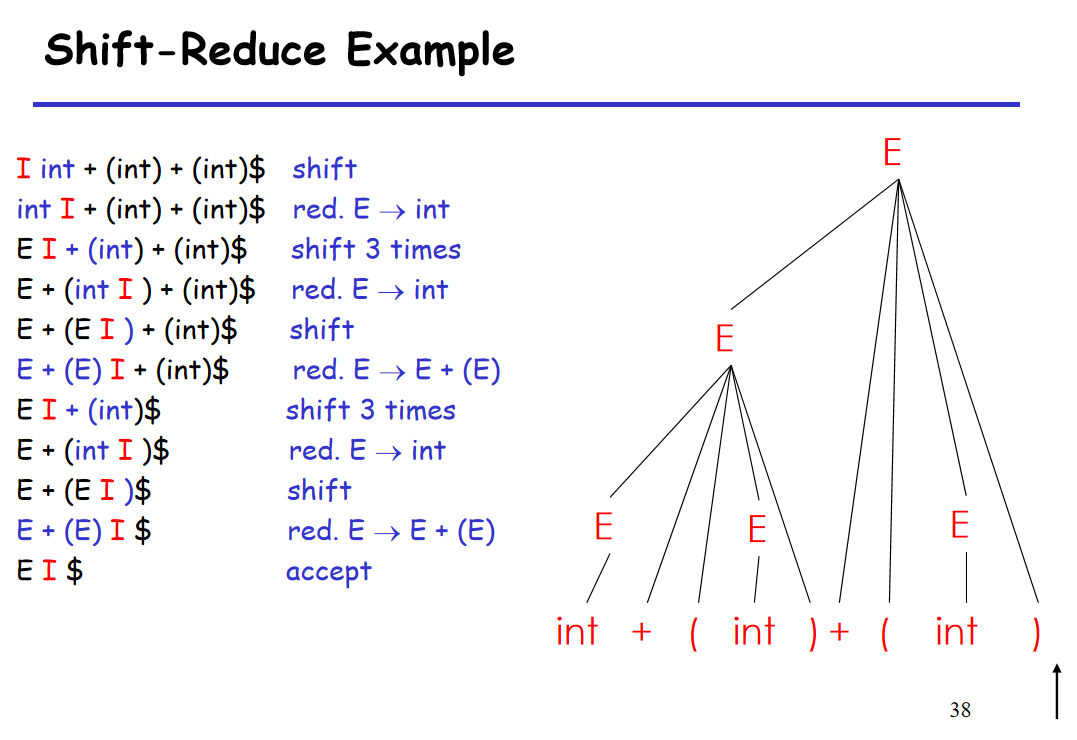 Shift-Reduce Example
I int + (int) + (int)$ shift
int I + (int) + (int)$ red. E → int
E I + (int) + (int)$ shift 3 times
E + (int I ) + (int)$ red. E → int
E + (E I ) + (int)$ shift
E + (E) I + (int)$ red. E → E + (E)
E I + (int)$ shift 3 times
E + (int I )$ red. E → int
E + (E I )$ shift
E + (E) I $ red. E → E + (E)
E I $ accept
E
E
E E E
int + ( int ) + ( int )
38